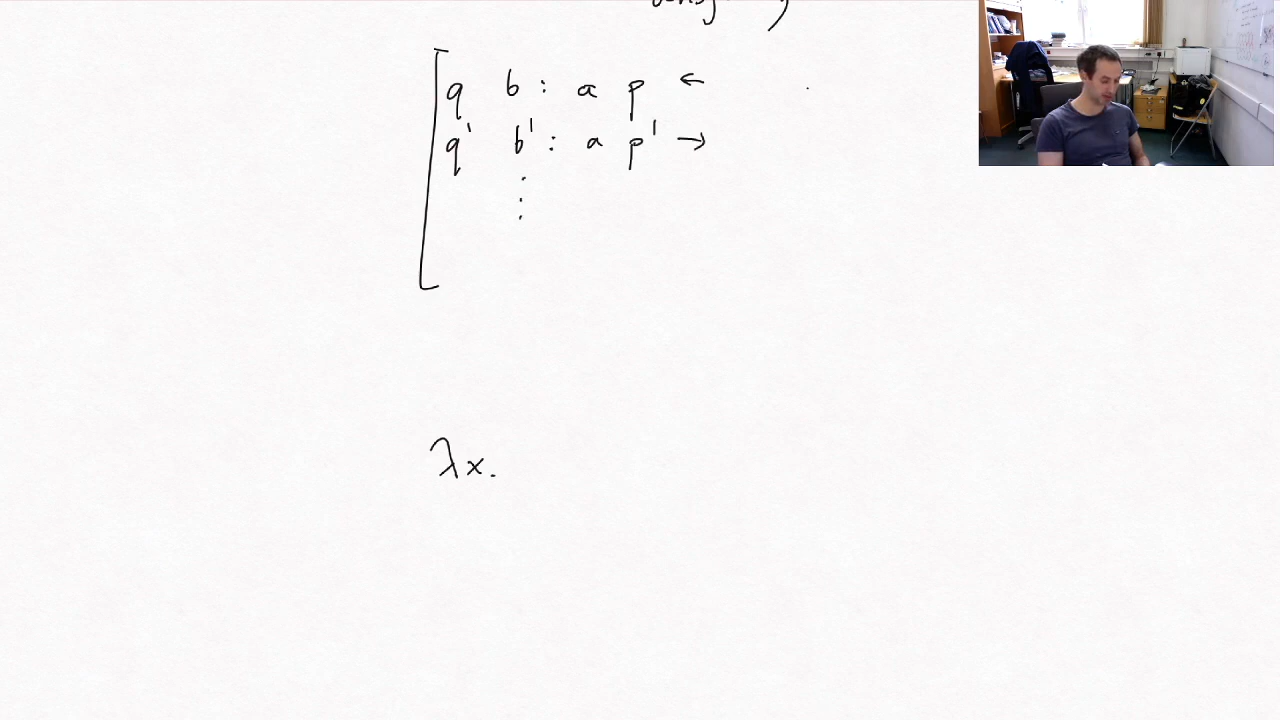 q b : a p ←
q' b' : a p' →
⋮
λx.